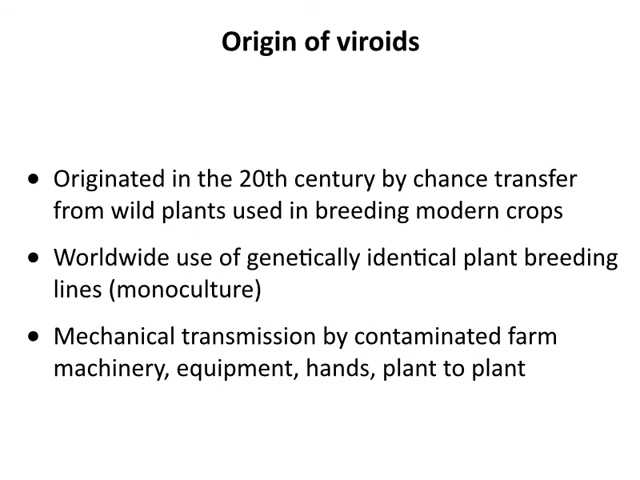 Origin of viroids
• Originated in the 20th century by chance transfer
from wild plants used in breeding modern crops
• Worldwide use of genetically identical plant breeding
lines (monoculture)
• Mechanical transmission by contaminated farm
machinery, equipment, hands, plant to plant